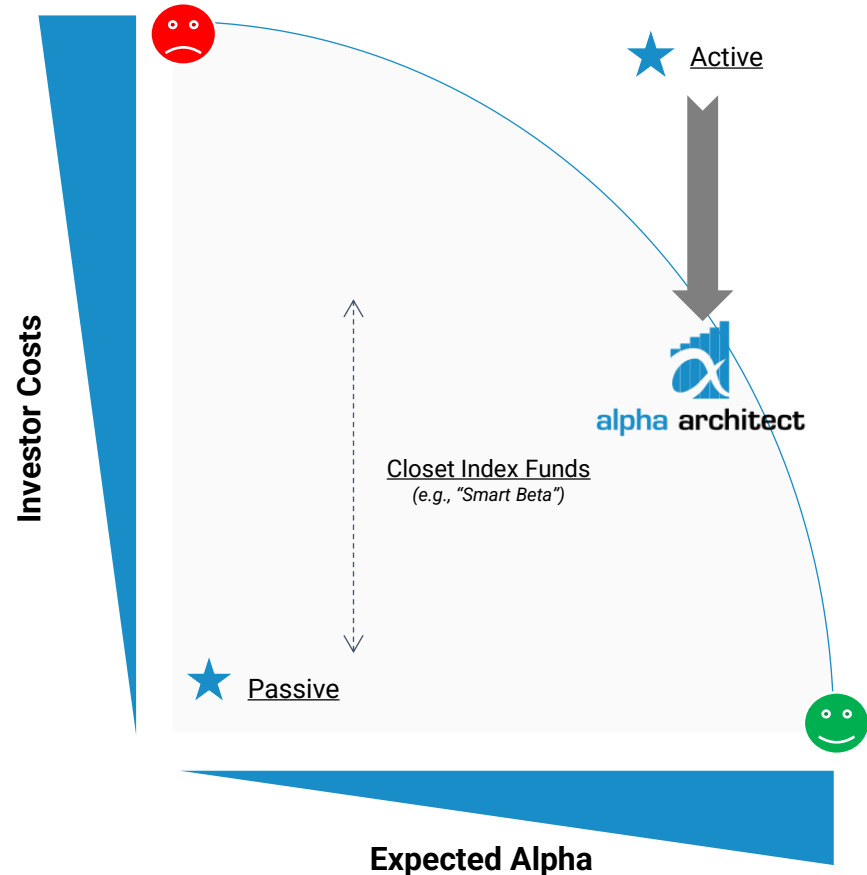 Active
Investor Costs
alpha architect
Closet Index Funds
(e.g., “Smart Beta”)
Passive
Expected Alpha